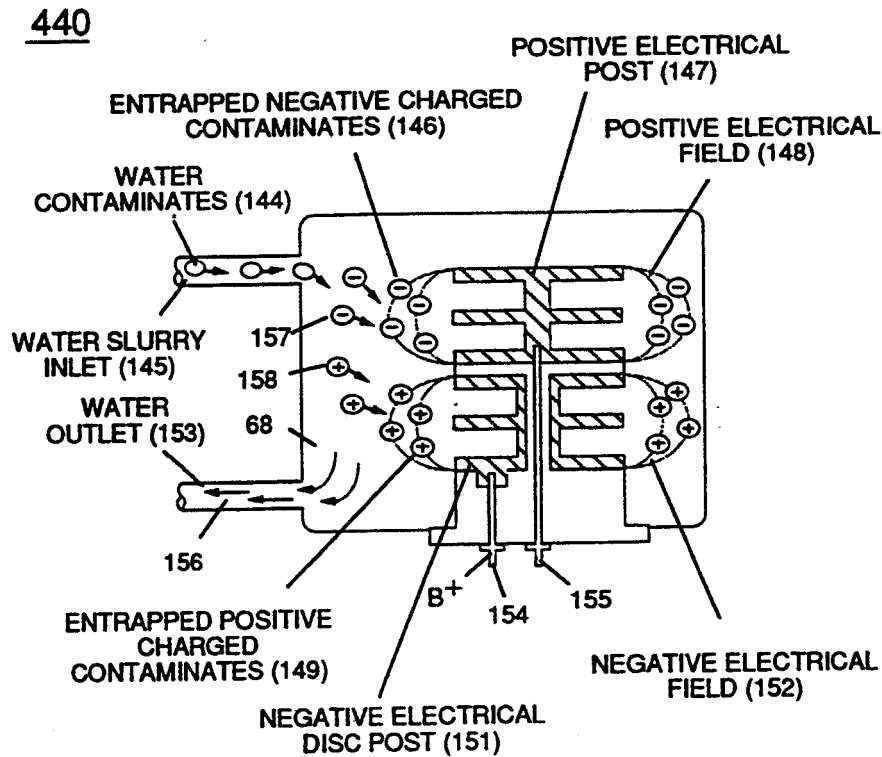 440
POSITIVE ELECTRICAL
POST (147)
ENTRAPPED NEGATIVE CHARGED
CONTAMINATES (146)
POSITIVE ELECTRICAL
FIELD (148)
WATER
CONTAMINATES (144)
WATER SLURRY
INLET (145)
157
158
WATER
OUTLET (153)
68
156
B+
154
155
ENTRAPPED POSITIVE
CHARGED
CONTAMINATES (149)
NEGATIVE ELECTRICAL
FIELD (152)
NEGATIVE ELECTRICAL
DISC POST (151)